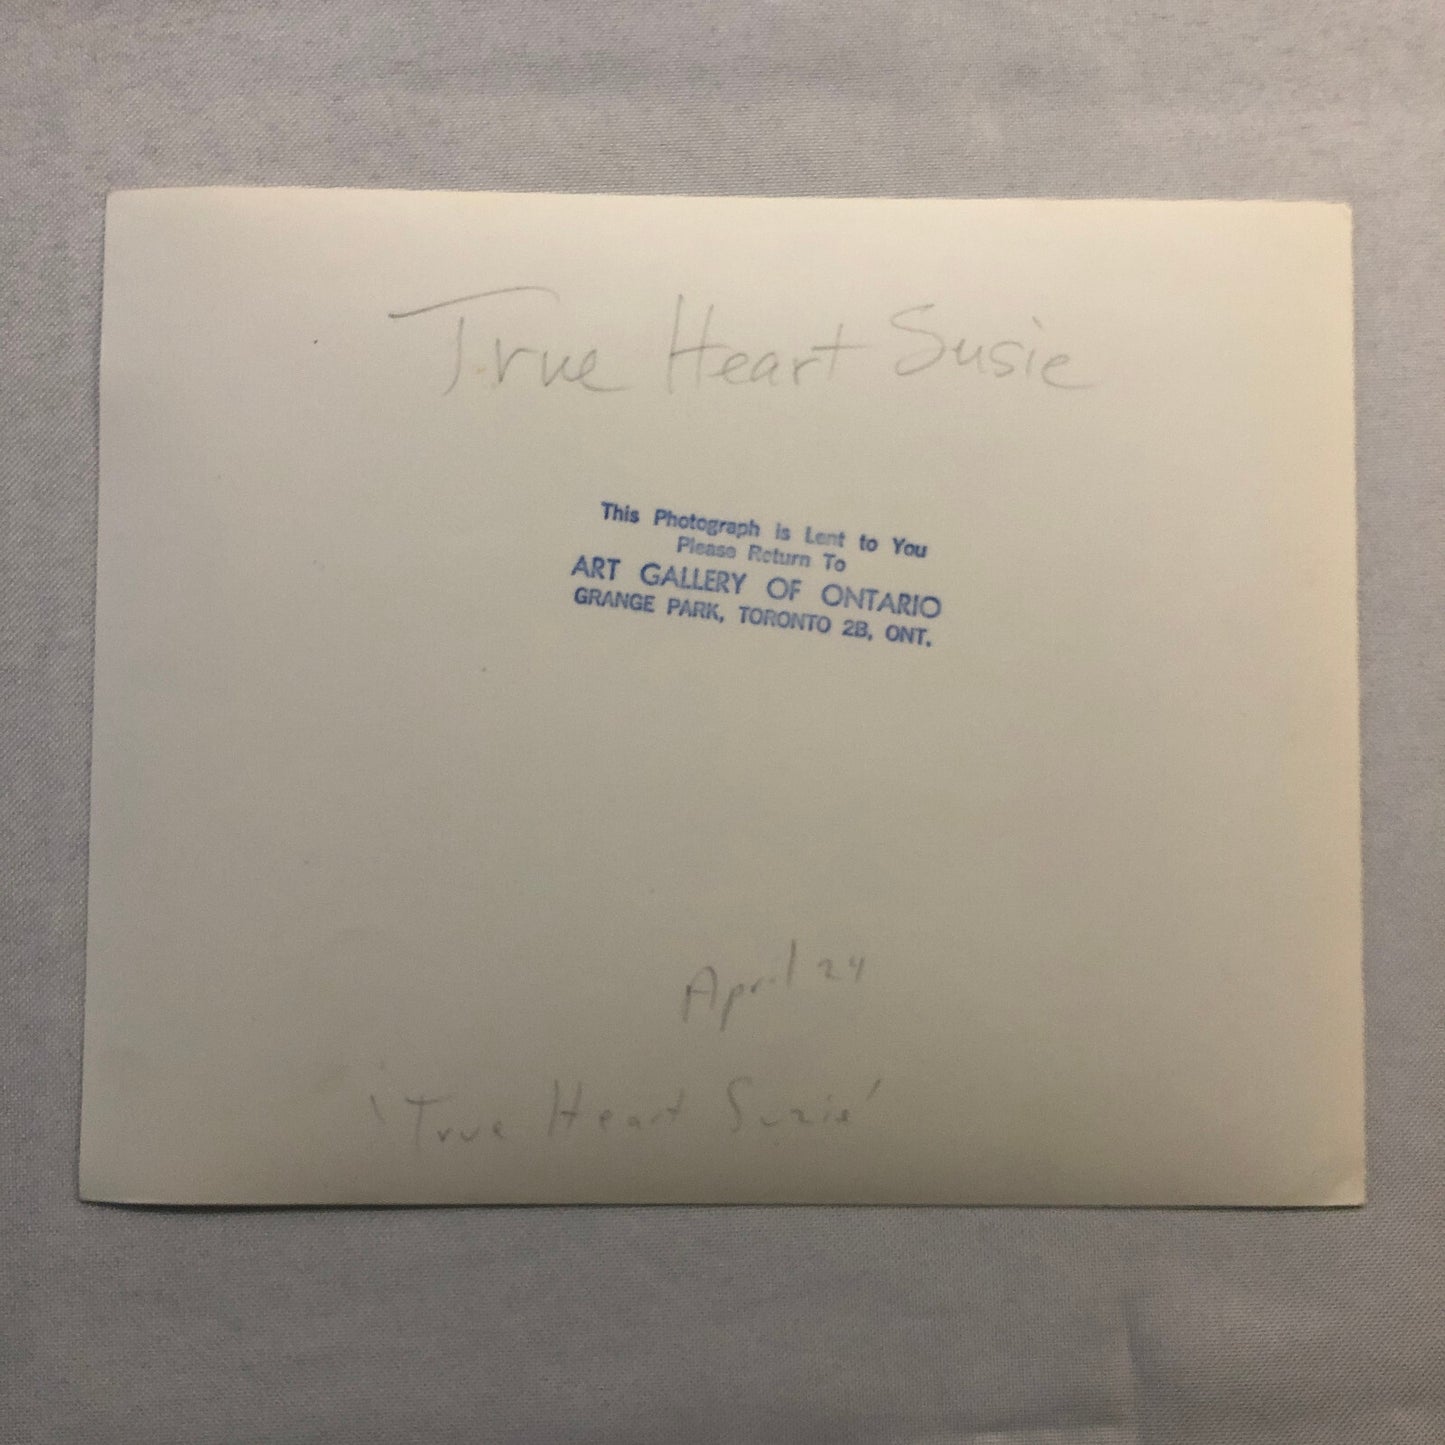 True Heart Susie
This Photograph is Lent to You
Please Return To
ART GALLERY OF ONTARIO
GRANGE PARK, TORONTO 2B, ONT.
April 24
'True Heart Suzie'